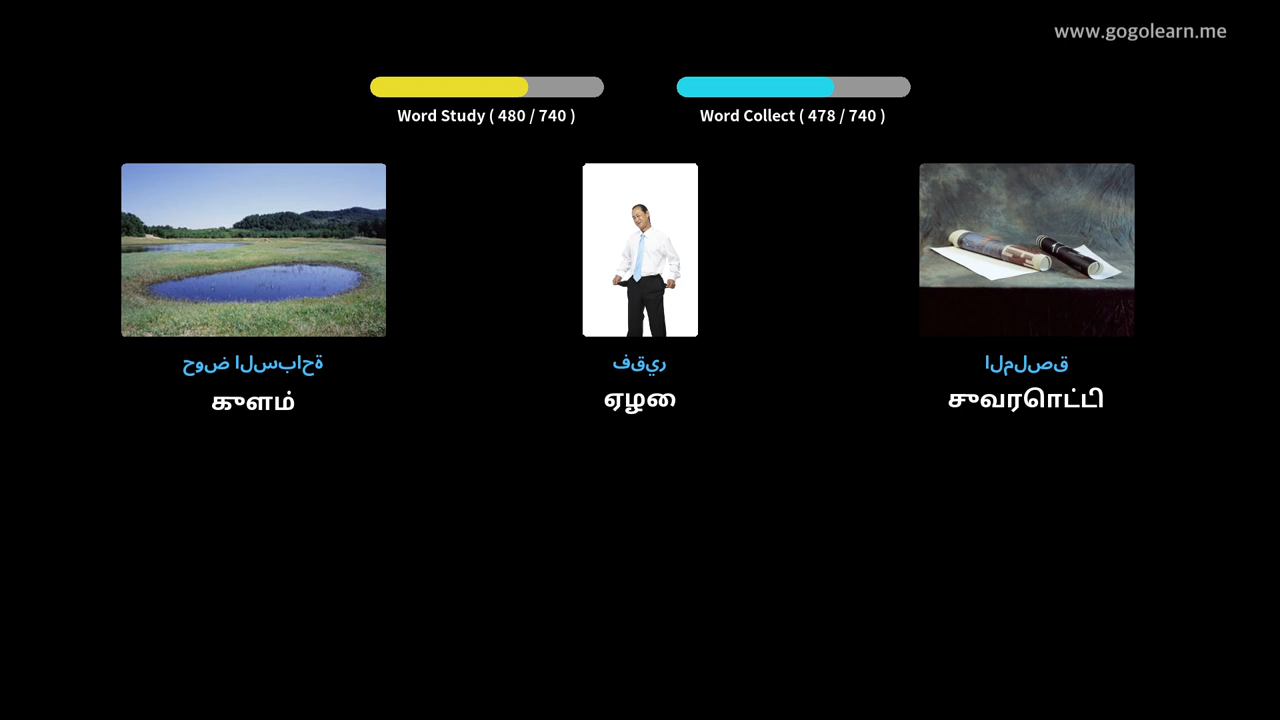 www.gogolearn.me
Word Study ( 480 / 740 )
Word Collect ( 478 / 740 )
حوض السباحة
குளம்
فقير
ஏழை
الملصق
சுவரொட்டி